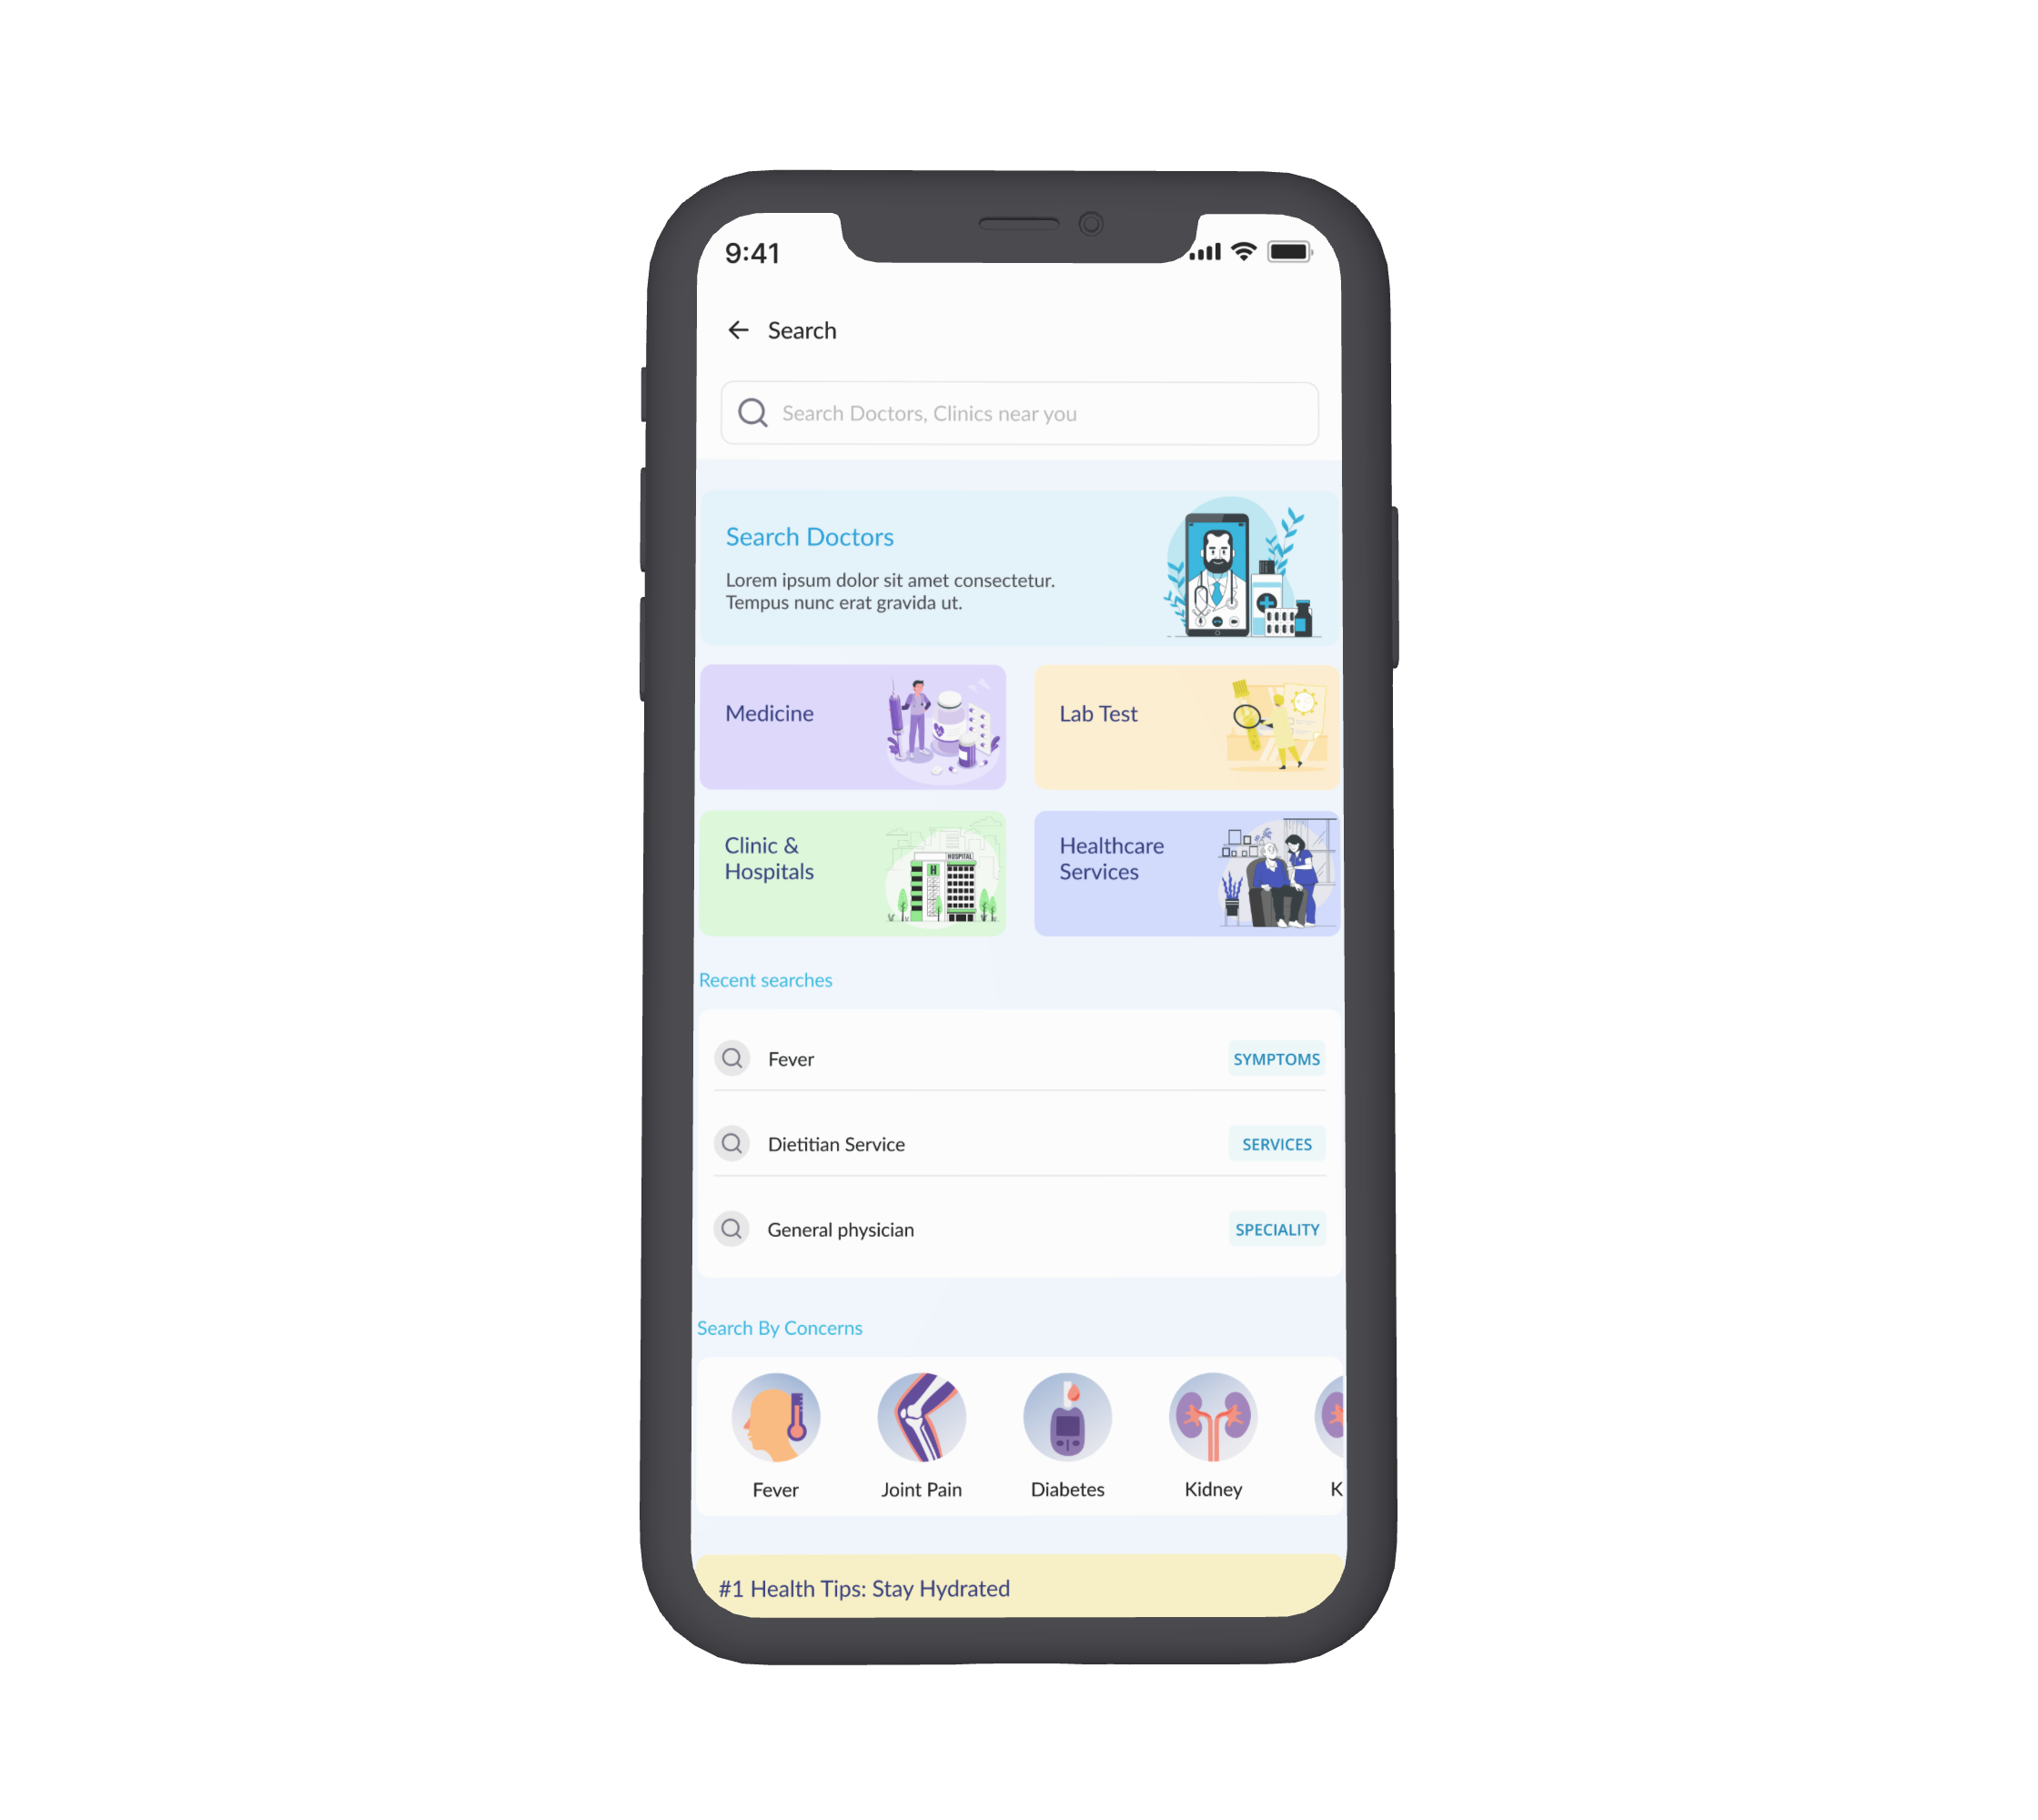 9:41
Search
Search Doctors, Clinics near you
Search Doctors
Lorem ipsum dolor sit amet consectetur.
Tempus nunc erat gravida ut.
Medicine
Lab Test
Clinic &
Hospitals
HOSPITAL
H
Healthcare
Services
Recent searches
Fever
SYMPTOMS
Dietitian Service
SERVICES
General physician
SPECIALITY
Search By Concerns
Fever
Joint Pain
Diabetes
Kidney
K
#1 Health Tips: Stay Hydrated